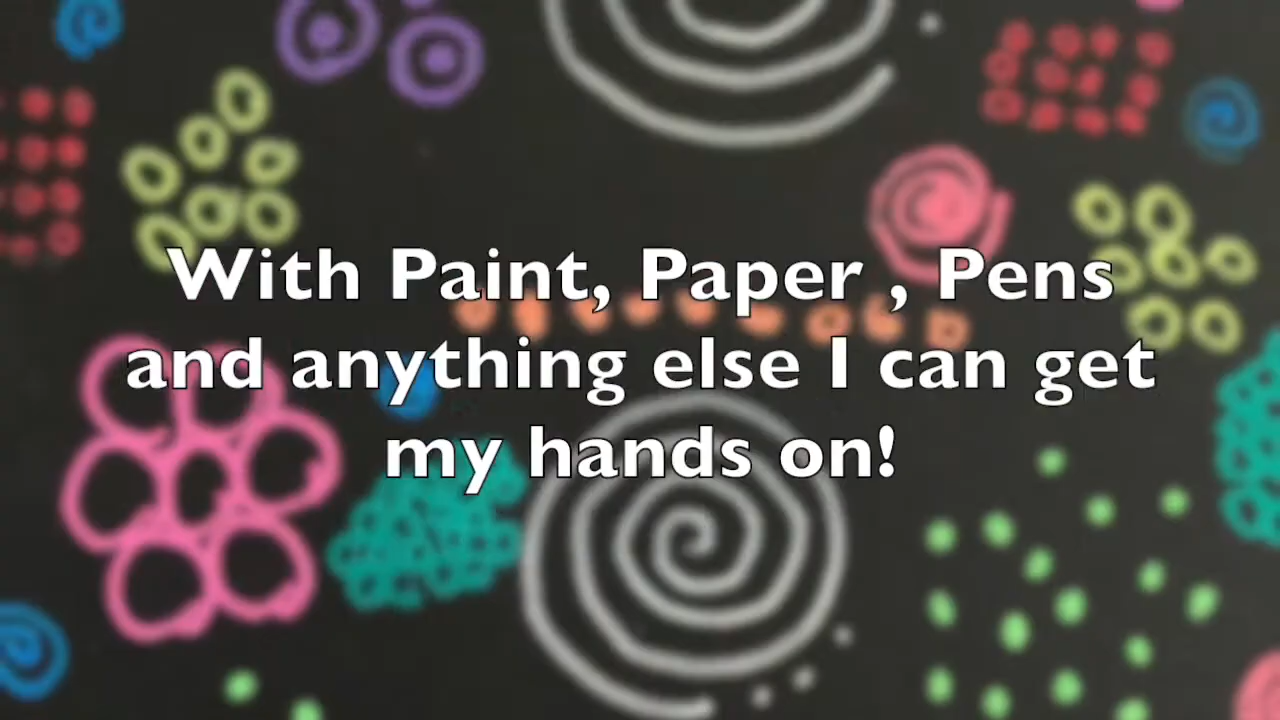 With Paint, Paper , Pens
and anything else I can get
my hands on!